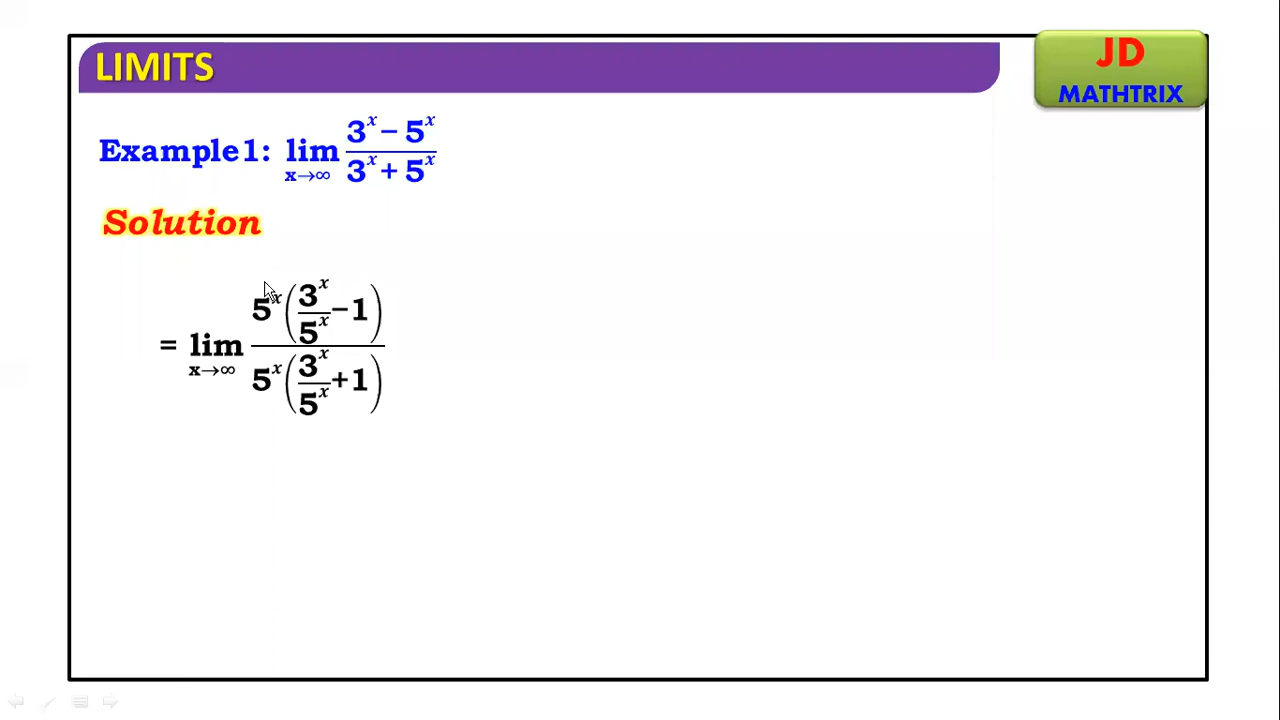 LIMITS
JD
MATHTRIX
Example 1: lim x→∞ (3^x − 5^x)/(3^x + 5^x)
Solution
= lim x→∞ 5^x(3^x/5^x − 1)/5^x(3^x/5^x + 1)